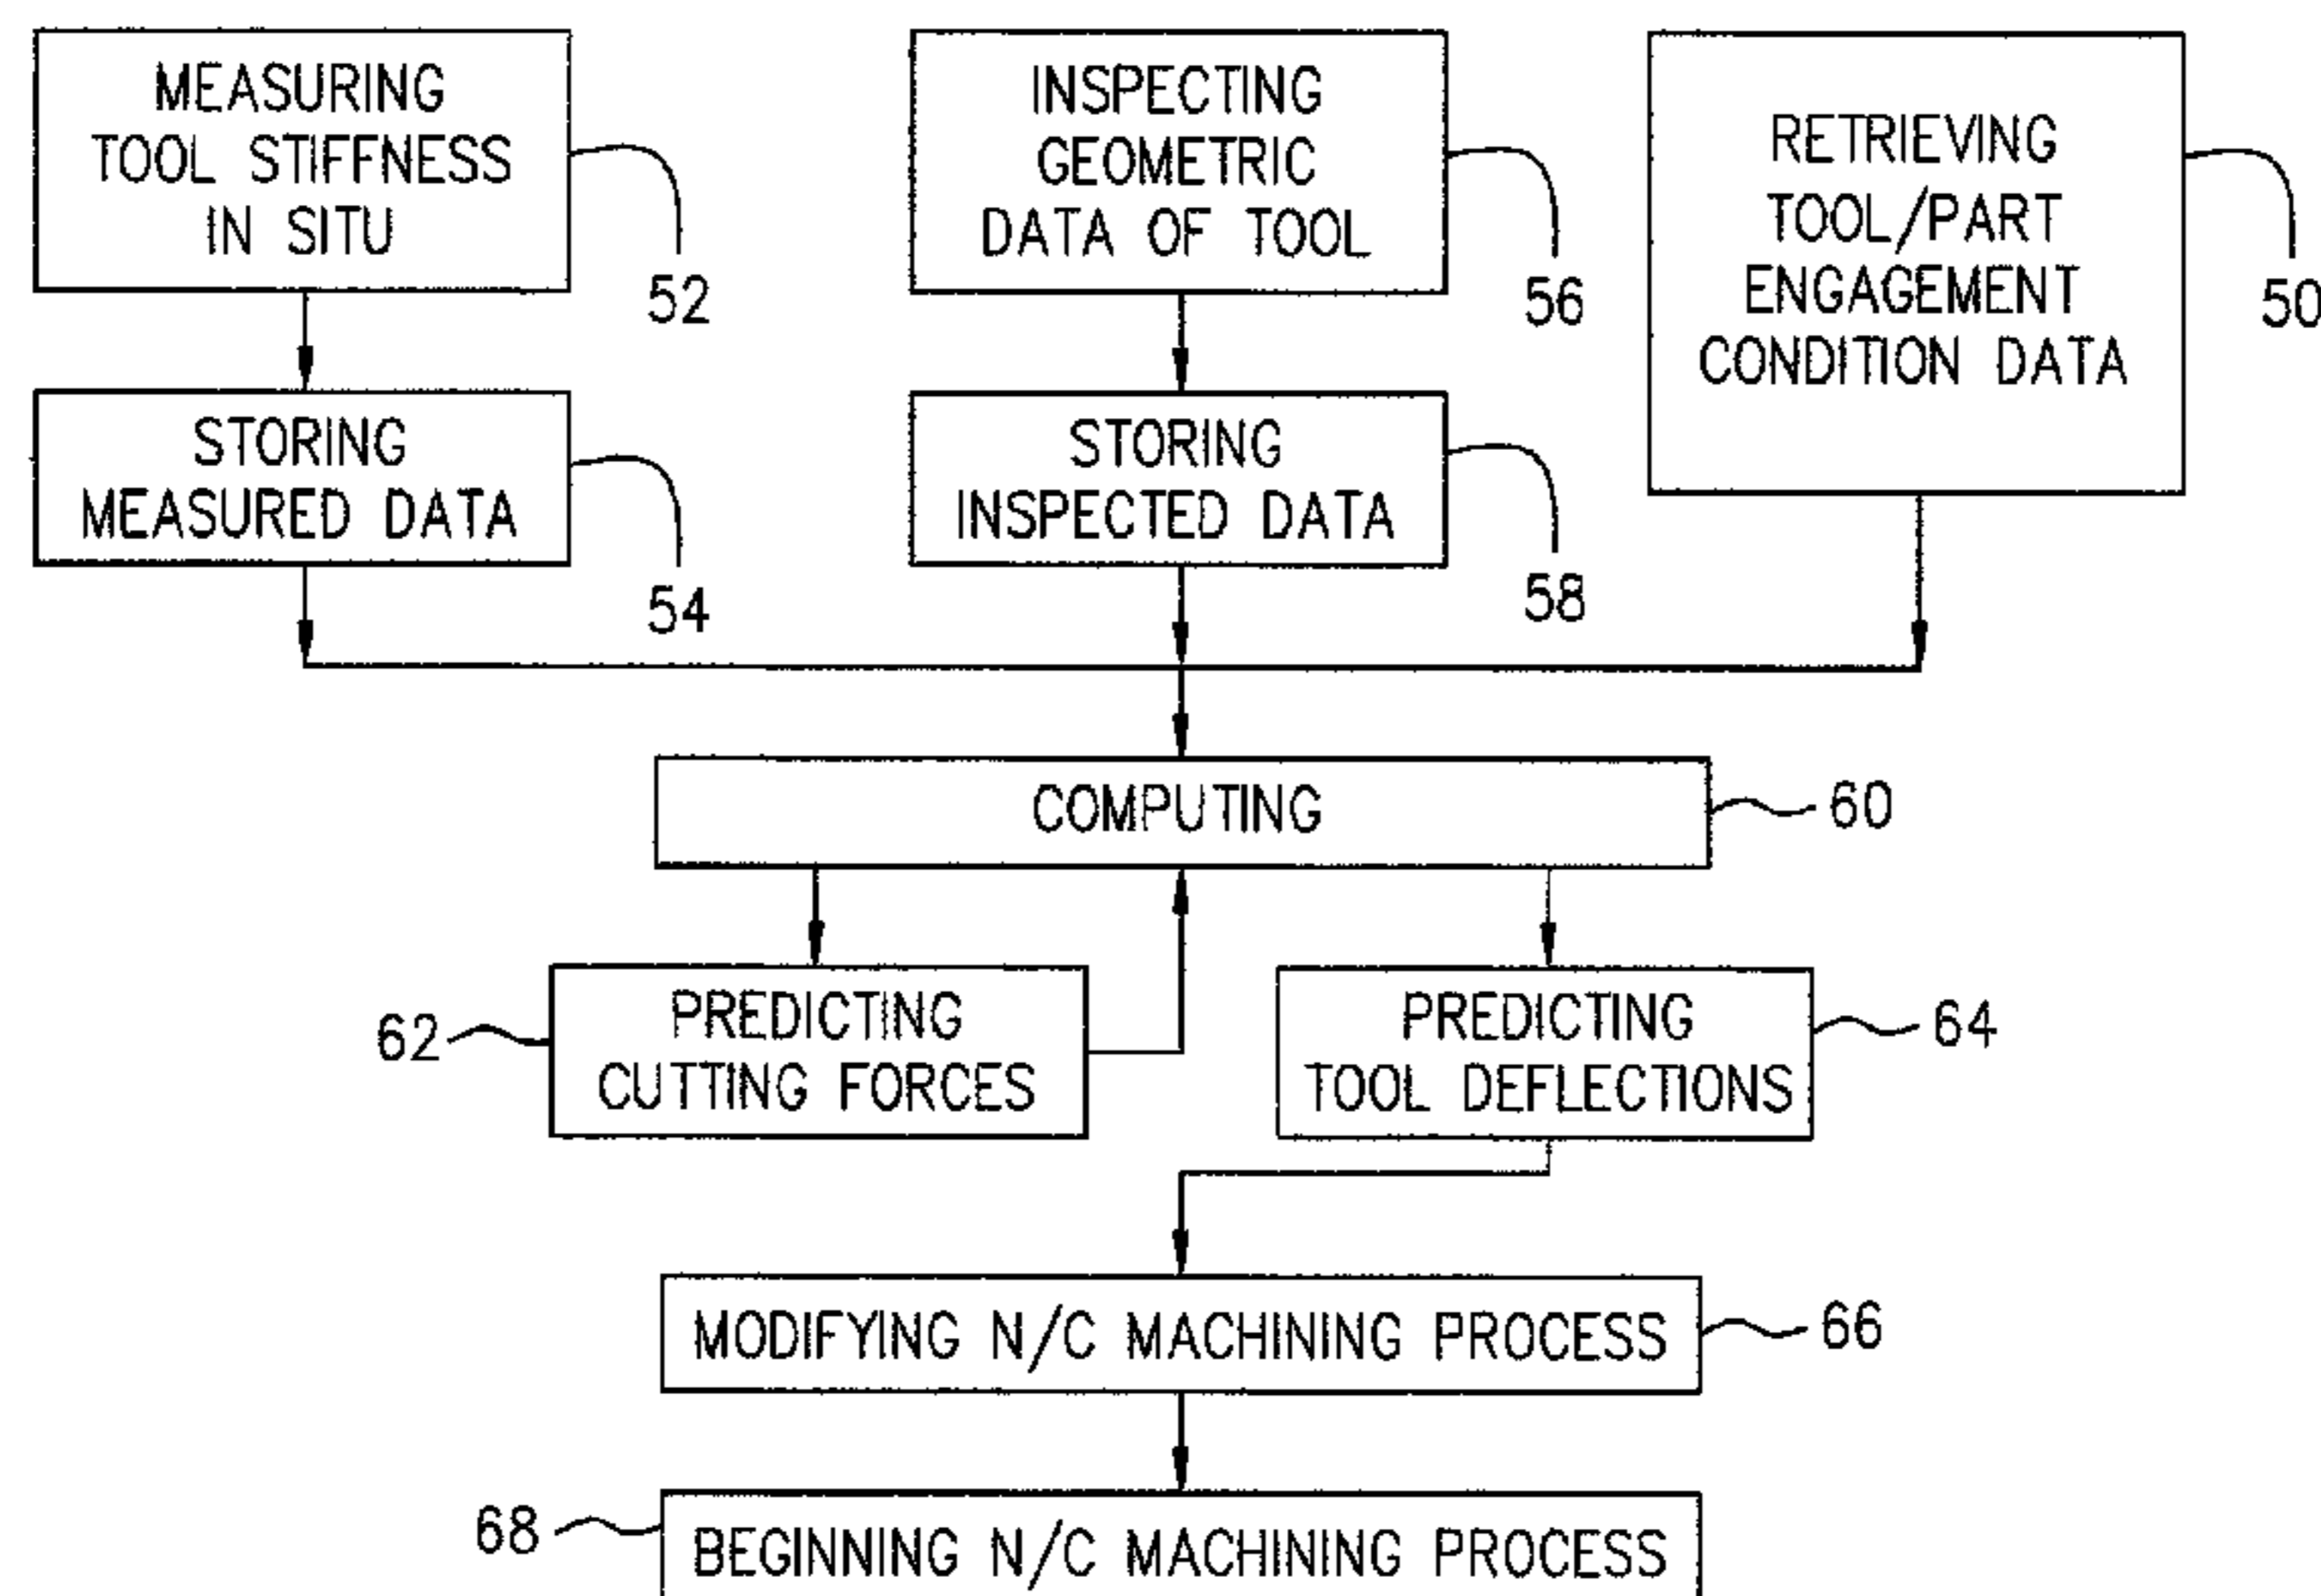 MEASURING
TOOL STIFFNESS
IN SITU
52
INSPECTING
GEOMETRIC
DATA OF TOOL
56
RETRIEVING
TOOL/PART
ENGAGEMENT
CONDITION DATA
50
STORING
MEASURED DATA
54
STORING
INSPECTED DATA
58
COMPUTING
60
62
PREDICTING
CUTTING FORCES
PREDICTING
TOOL DEFLECTIONS
64
MODIFYING N/C MACHINING PROCESS
66
68
BEGINNING N/C MACHINING PROCESS